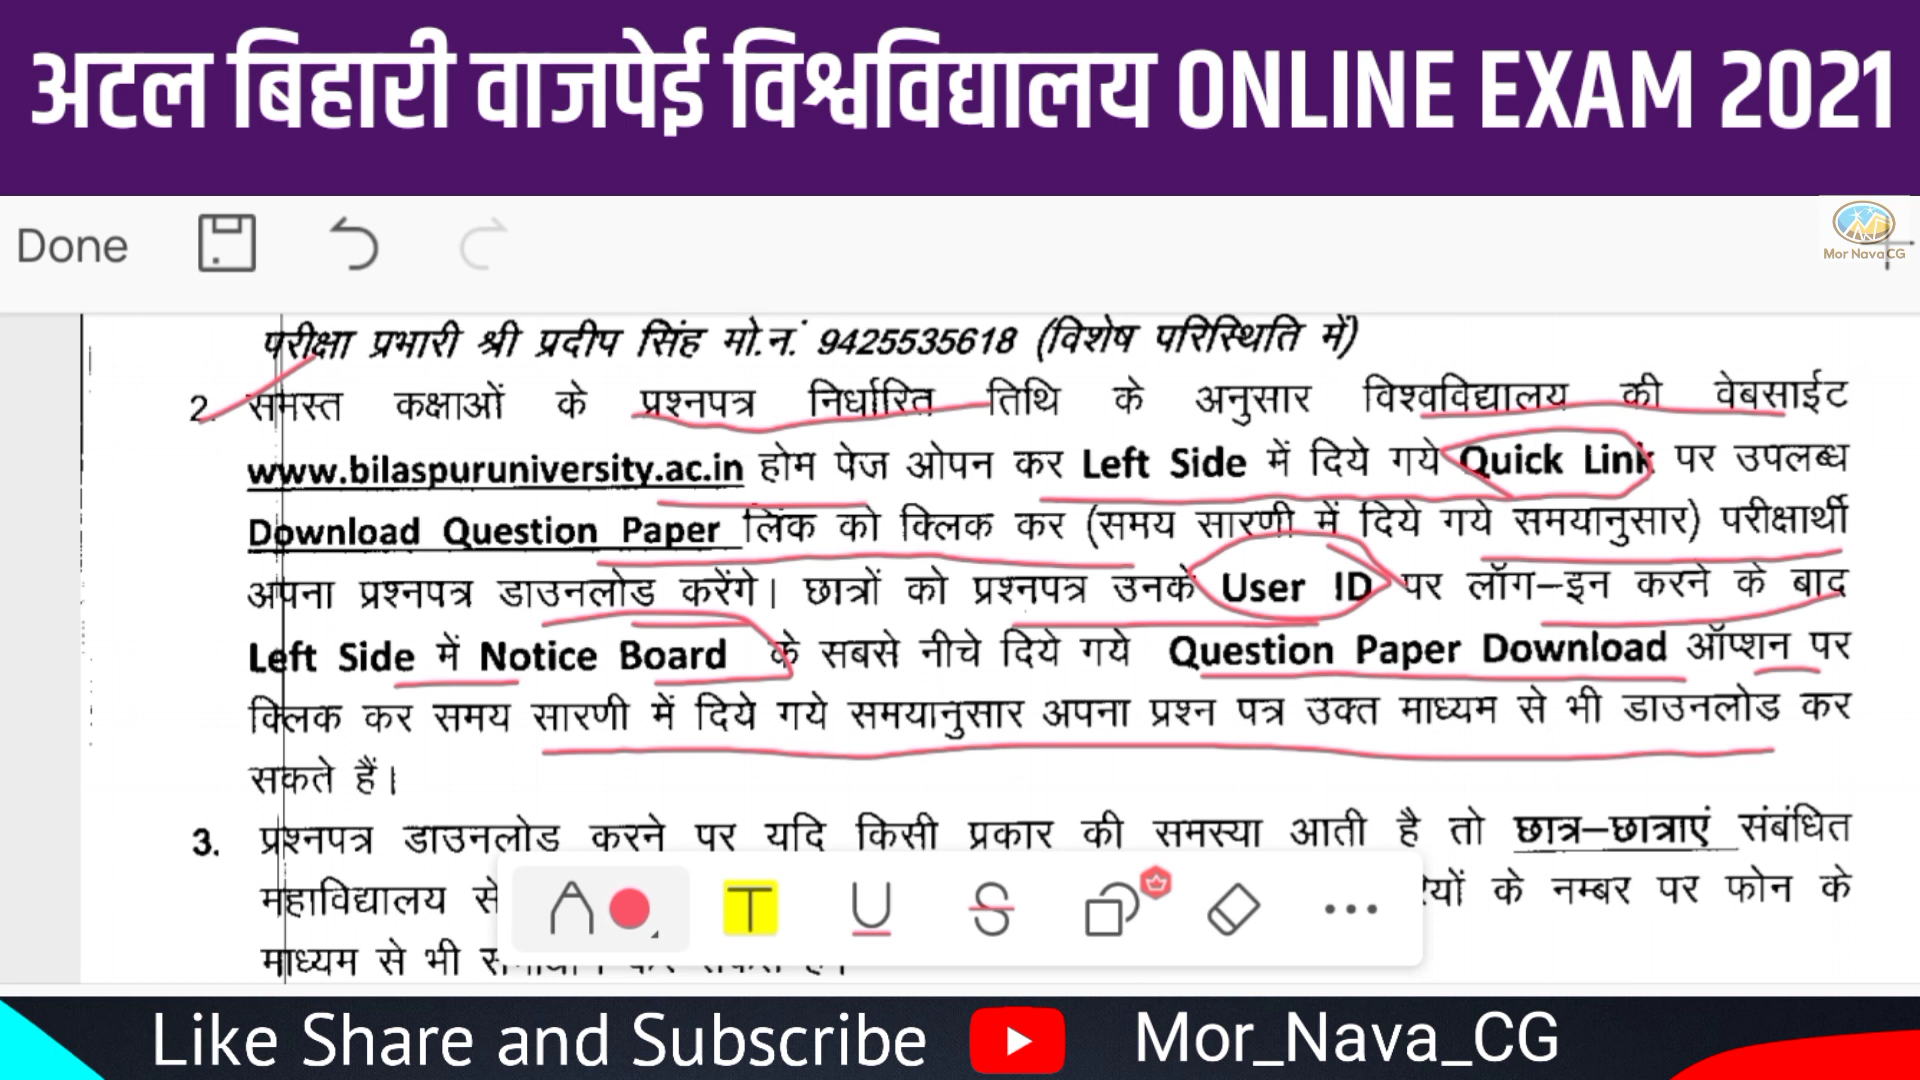 अटल बिहारी वाजपेई विश्वविद्यालय ONLINE EXAM 2021
Done
Mor Nava CG
परीक्षा प्रभारी श्री प्रदीप सिंह मो.नं. 9425535618 (विशेष परिस्थिति में)
2. समस्त कक्षाओं के प्रश्नपत्र निर्धारित तिथि के अनुसार विश्वविद्यालय की वेबसाईट
www.bilaspuruniversity.ac.in होम पेज ओपन कर Left Side में दिये गये Quick Link पर उपलब्ध
Download Question Paper लिंक को क्लिक कर (समय सारणी में दिये गये समयानुसार) परीक्षार्थी
अपना प्रश्नपत्र डाउनलोड करेंगे। छात्रों को प्रश्नपत्र उनके User ID पर लॉग-इन करने के बाद
Left Side में Notice Board के सबसे नीचे दिये गये Question Paper Download ऑप्शन पर
क्लिक कर समय सारणी में दिये गये समयानुसार अपना प्रश्न पत्र उक्त माध्यम से भी डाउनलोड कर
सकते हैं।
3. प्रश्नपत्र डाउनलोड करने पर यदि किसी प्रकार की समस्या आती है तो छात्र-छात्राएं संबंधित
महाविद्यालय से के नम्बर पर फोन के
माध्यम से भी
Like Share and Subscribe Mor_Nava_CG